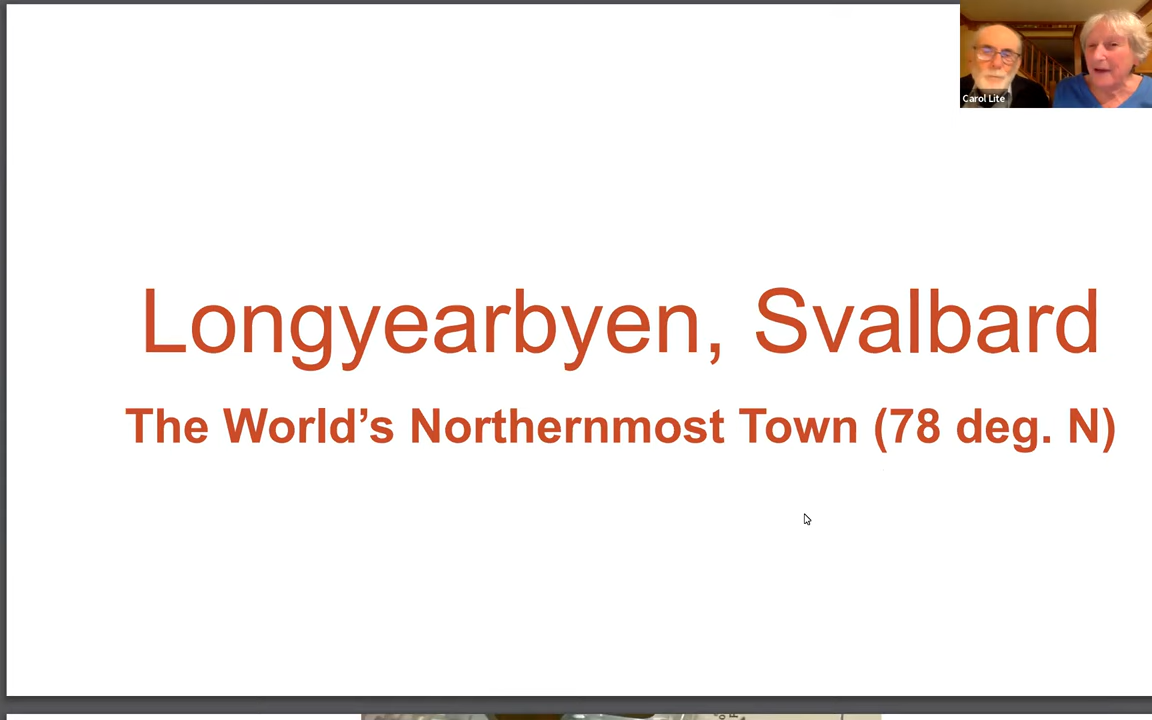 Carol Lite
Longyearbyen, Svalbard
The World’s Northernmost Town (78 deg. N)